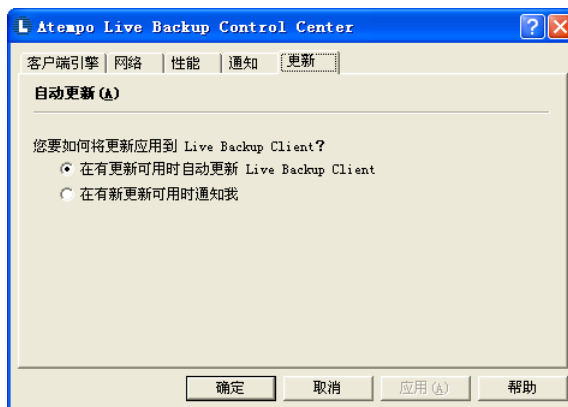 Atempo Live Backup Control Center
客户端引擎 网络 性能 通知 更新
自动更新(A)
您要如何将更新应用到 Live Backup Client?
在有更新可用时自动更新 Live Backup Client
在有新更新可用时通知我
确定 取消 应用(A) 帮助